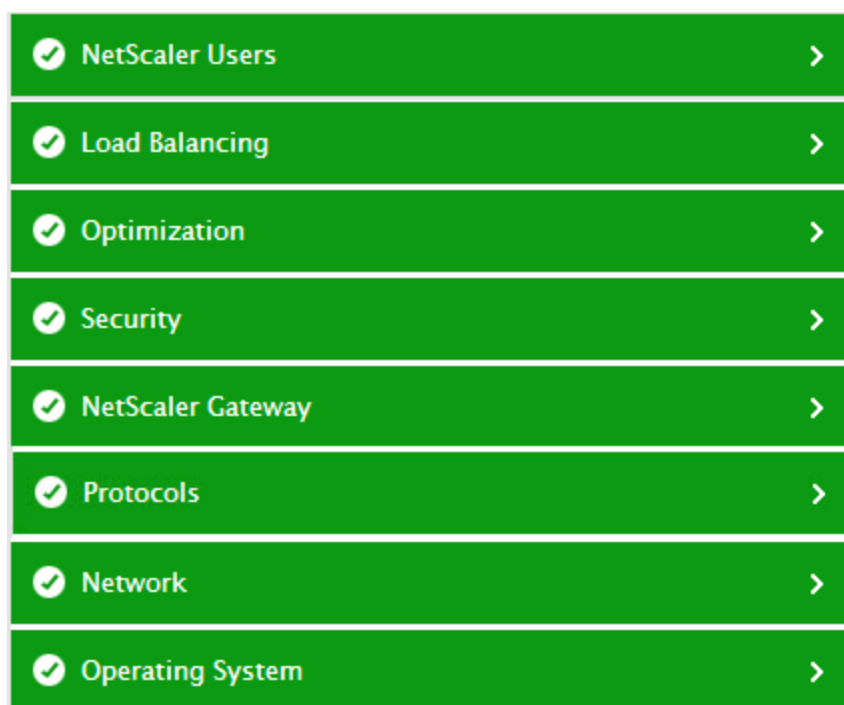 NetScaler Users
Load Balancing
Optimization
Security
NetScaler Gateway
Protocols
Network
Operating System